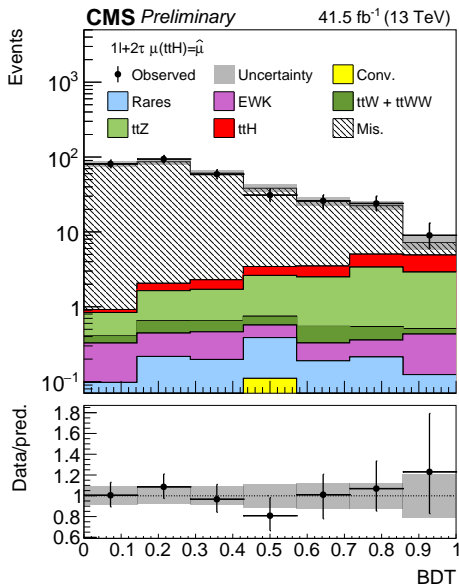 CMS Preliminary 41.5 fb⁻¹ (13 TeV)
1l+2τ μ(ttH)=μ̂
Observed Uncertainty Conv.
Rares EWK ttW + ttWW
ttZ ttH Mis.
Events
10³
10²
10
1
10⁻¹
Data/pred.
1.8
1.6
1.4
1.2
1.0
0.8
0.6
0 0.1 0.2 0.3 0.4 0.5 0.6 0.7 0.8 0.9 1
BDT